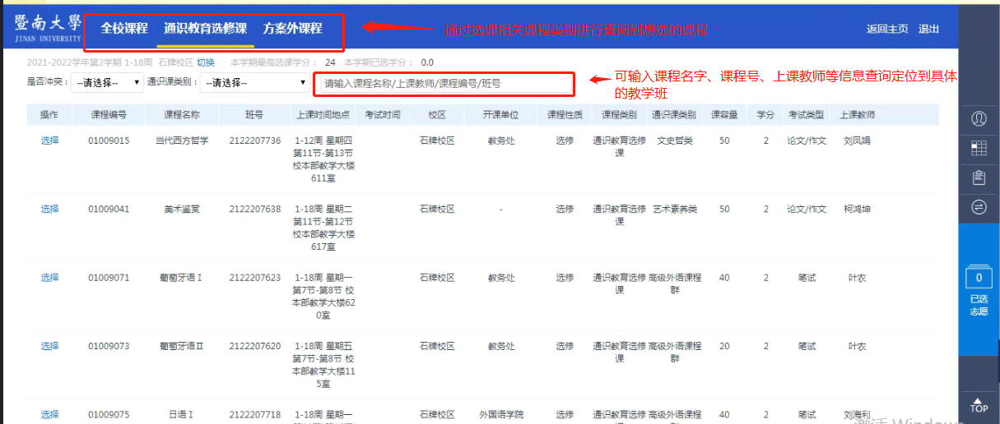 暨南大學
JINAN UNIVERSITY
全校课程 通识教育选修课 方案外课程
通过选课相关课程类别进行查询到想选的课程
返回主页 退出
2021-2022学年第2学期 1-18周 石牌校区 切换 本学期最高选课学分： 24 本学期已选学分： 0.0
是否冲突： --请选择-- 通识课类别： --请选择-- 请输入课程名称/上课教师/课程编号/班号
可输入课程名字、课程号、上课教师等信息查询定位到具体
的教学班
操作 课程编号 课程名称 班号 上课时间地点 考试时间 校区 开课单位 课程性质 课程类别 通识课类别 课容量 学分 考试类型 上课教师
选择 01009015 当代西方哲学 2122207736 1-12周 星期四 石牌校区 教务处 选修 通识教育选修 文史哲类 50 2 论文/作文 刘凤娟
第11节-第13节 课
校本部教学大楼
611室
选择 01009041 美术鉴赏 2122207638 1-18周 星期二 石牌校区 - 选修 通识教育选修 艺术素养类 50 2 论文/作文 柯鸿坤
第11节-第12节 课
校本部教学大楼
617室
选择 01009071 葡萄牙语Ⅰ 2122207623 1-18周 星期一 石牌校区 教务处 选修 通识教育选修 高级外语课程 40 2 笔试 叶农
第7节-第8节 校 课 群
本部教学大楼62
0室
选择 01009073 葡萄牙语Ⅱ 2122207620 1-18周 星期五 石牌校区 教务处 选修 通识教育选修 高级外语课程 20 2 笔试 叶农
第7节-第8节 校 课 群
本部教学大楼11
5室
选择 01009075 日语Ⅰ 2122207718 1-18周 星期一 石牌校区 外国语学院 选修 通识教育选修 高级外语课程 40 2 笔试 刘海利
0
已选
志愿
TOP
激活 Windows